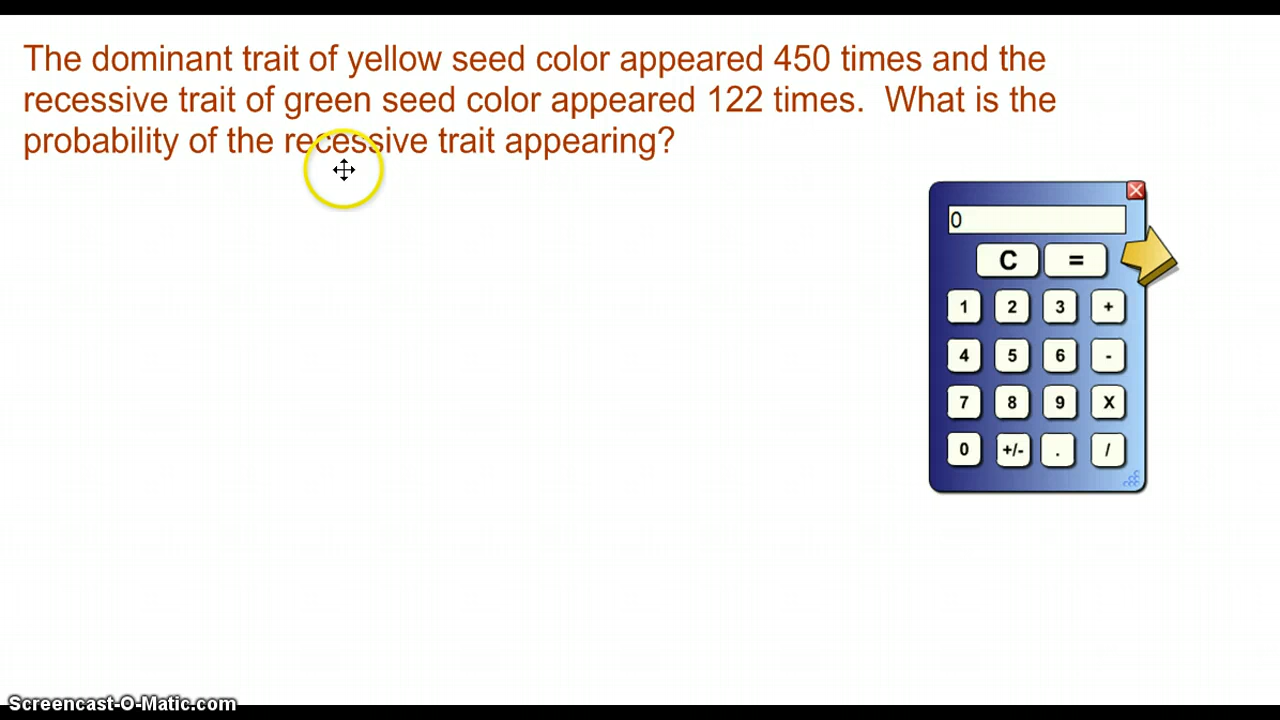 The dominant trait of yellow seed color appeared 450 times and the
recessive trait of green seed color appeared 122 times.  What is the
probability of the recessive trait appearing?
0
C =
1 2 3 +
4 5 6 -
7 8 9 X
0 +/- . /
Screencast-O-Matic.com